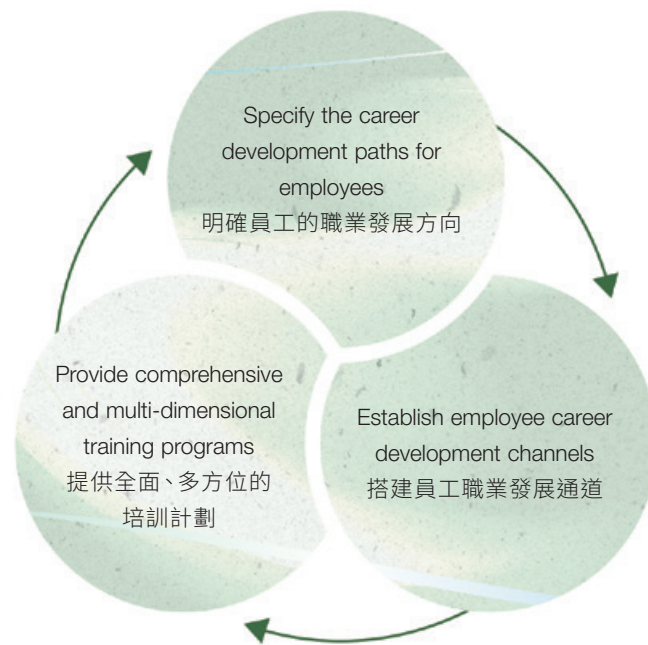 Specify the career
development paths for
employees
明確員工的職業發展方向
Provide comprehensive
and multi-dimensional
training programs
提供全面、多方位的
培訓計劃
Establish employee career
development channels
搭建員工職業發展通道